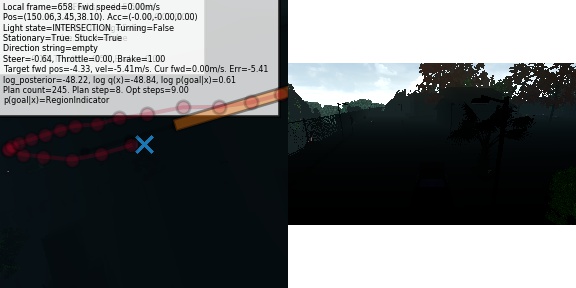 Local frame=658. Fwd speed=0.00m/s
Pos=(150.06,3.45,38.10). Acc=(-0.00,-0.00,0.00)
Light state=INTERSECTION. Turning=False
Stationary=True. Stuck=True
Direction string=empty
Steer=-0.64, Throttle=0.00, Brake=1.00
Target fwd pos=-4.33, vel=-5.41m/s. Cur fwd=0.00m/s. Err=-5.41
log_posterior=-48.22, log q(x)=-48.84, log p(goal|x)=0.61
Plan count=245. Plan step=8. Opt steps=9.00
p(goal|x)=RegionIndicator